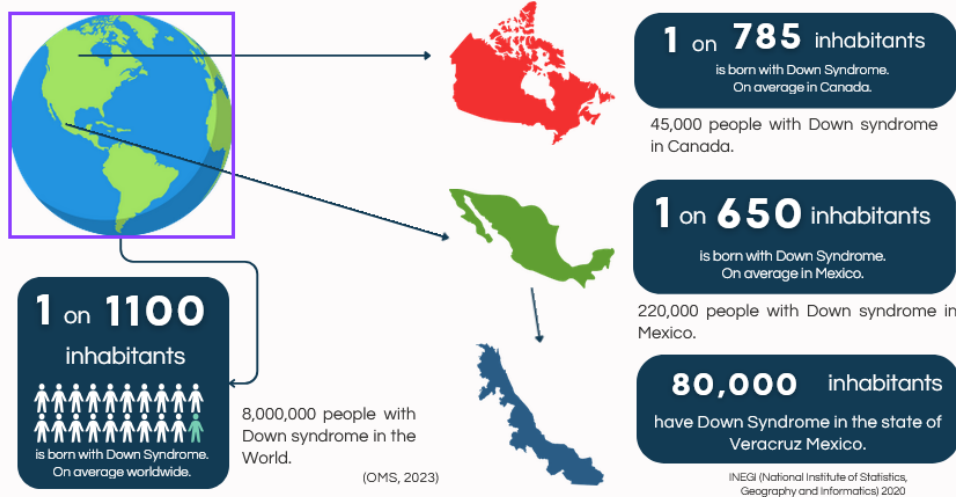 1 on 785 inhabitants
is born with Down Syndrome.
On average in Canada.
45,000 people with Down syndrome
in Canada.
1 on 650 inhabitants
is born with Down Syndrome.
On average in Mexico.
220,000 people with Down syndrome in
Mexico.
1 on 1100
inhabitants
is born with Down Syndrome.
On average worldwide.
8,000,000 people with
Down syndrome in the
World.
(OMS, 2023)
80,000 inhabitants
have Down Syndrome in the state of
Veracruz Mexico.
INEGI (National Institute of Statistics,
Geography and Informatics) 2020